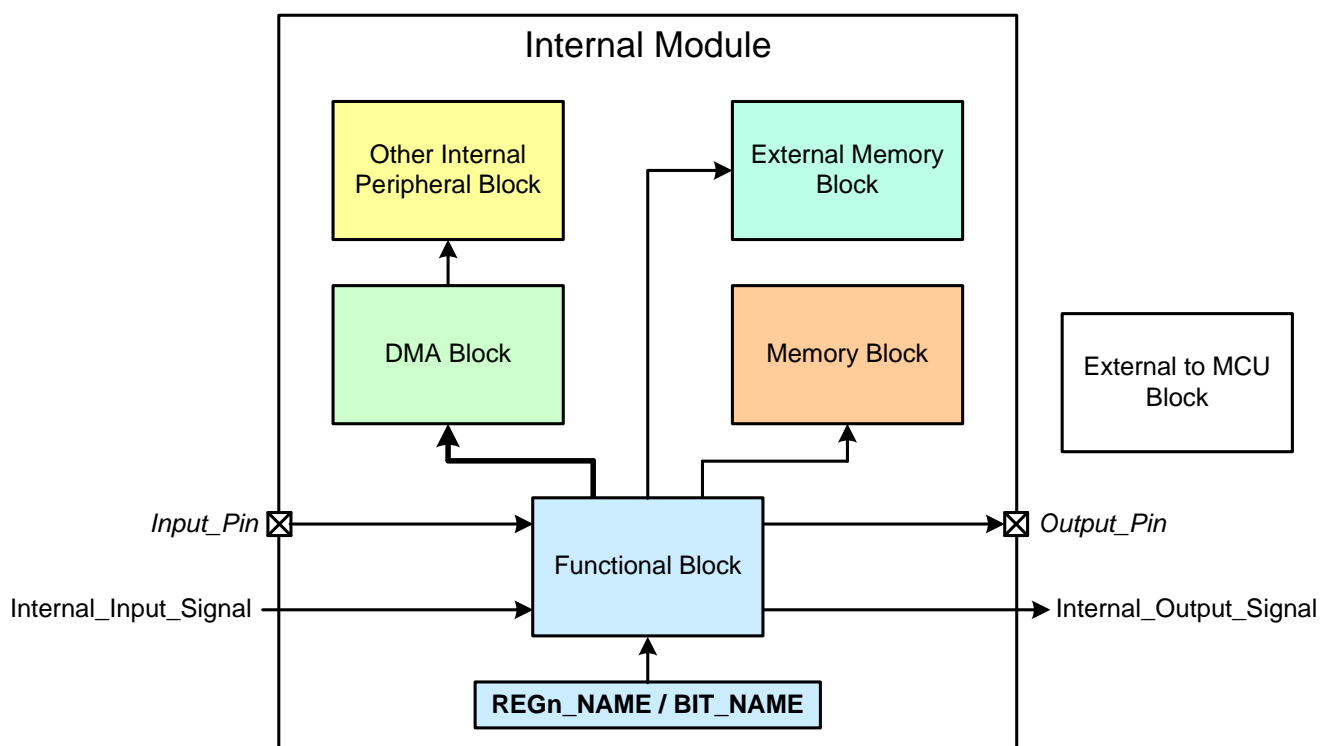 Internal Module
Other Internal
Peripheral Block
External Memory
Block
DMA Block
Memory Block
External to MCU
Block
Input_Pin
Output_Pin
Functional Block
Internal_Input_Signal
Internal_Output_Signal
REGn_NAME / BIT_NAME